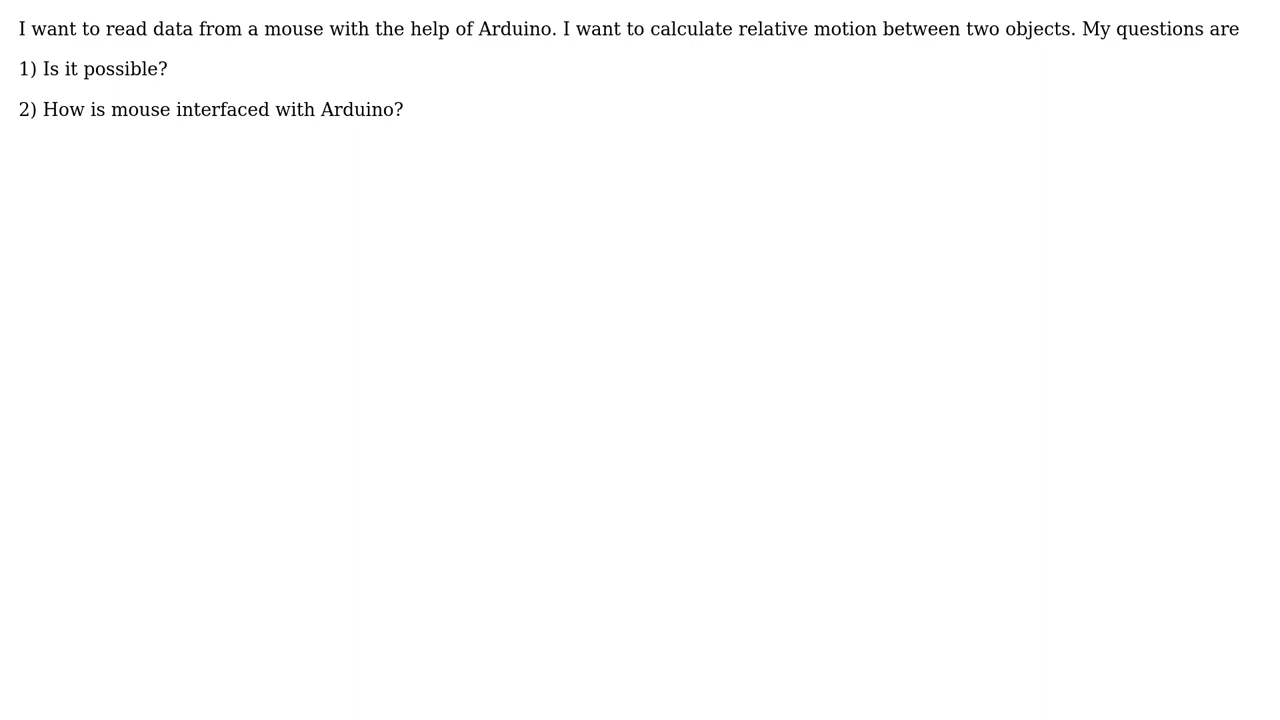 I want to read data from a mouse with the help of Arduino. I want to calculate relative motion between two objects. My questions are
1) Is it possible?
2) How is mouse interfaced with Arduino?